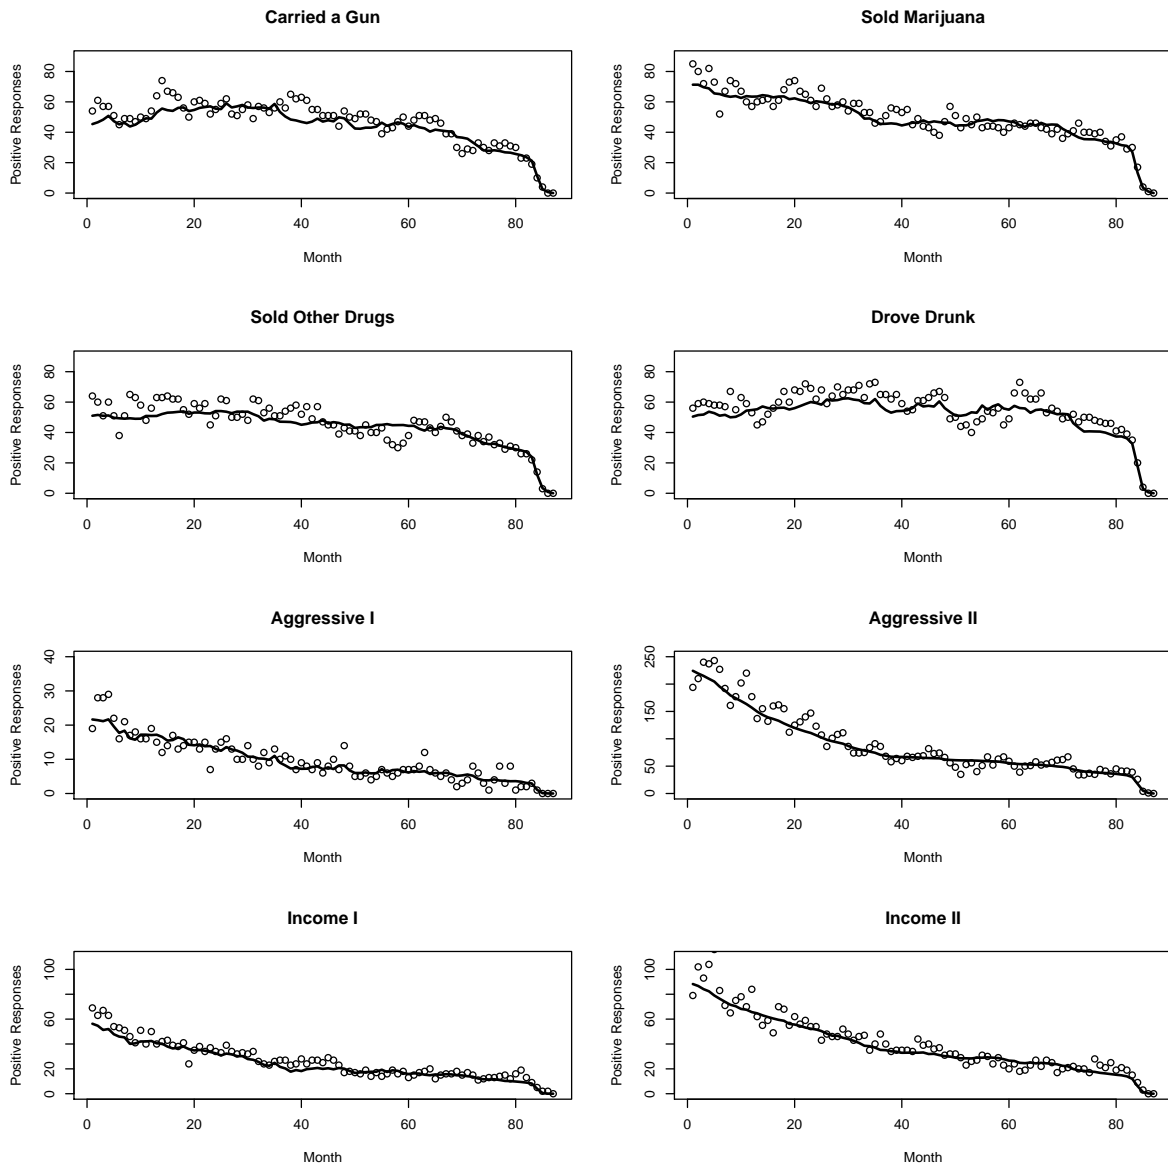 Carried a Gun
Positive Responses
0 20 40 60 80
0 20 40 60 80
Month
Sold Marijuana
Positive Responses
0 20 40 60 80
0 20 40 60 80
Month
Sold Other Drugs
Positive Responses
0 20 40 60 80
0 20 40 60 80
Month
Drove Drunk
Positive Responses
0 20 40 60 80
0 20 40 60 80
Month
Aggressive I
Positive Responses
0 10 20 30 40
0 20 40 60 80
Month
Aggressive II
Positive Responses
0 50 150 250
0 20 40 60 80
Month
Income I
Positive Responses
0 20 60 100
0 20 40 60 80
Month
Income II
Positive Responses
0 20 60 100
0 20 40 60 80
Month